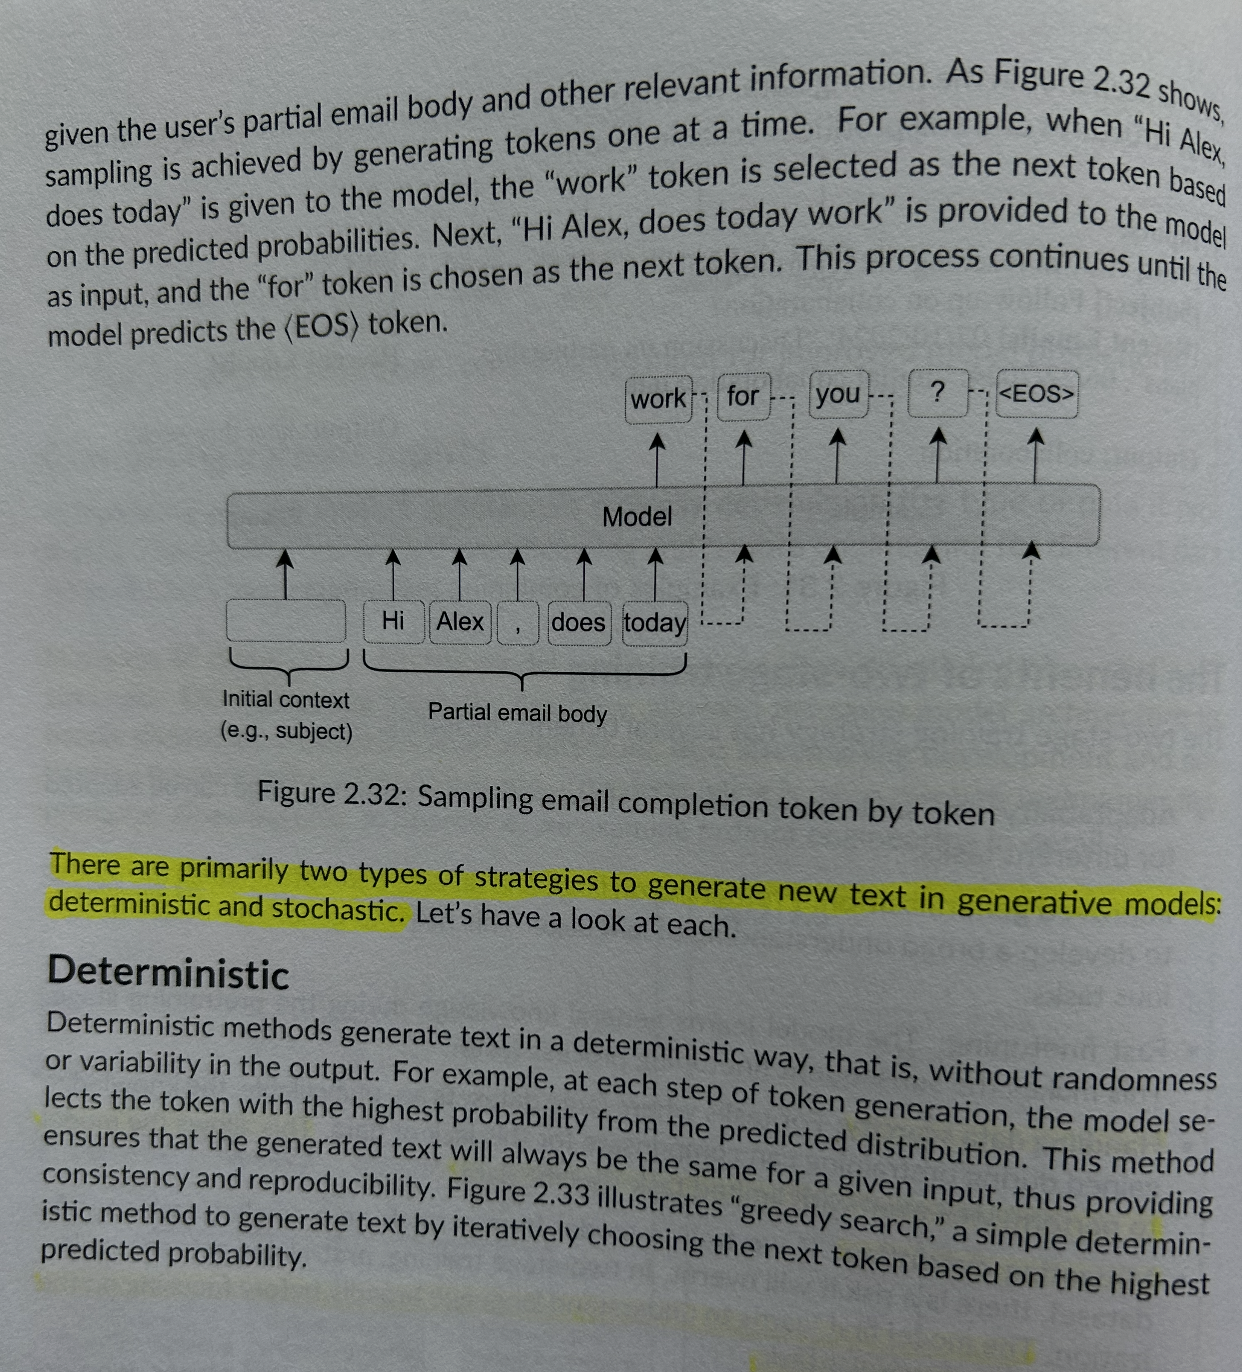 given the user's partial email body and other relevant information. As Figure 2.32 shows,
sampling is achieved by generating tokens one at a time. For example, when “Hi Alex,
does today” is given to the model, the “work” token is selected as the next token based
on the predicted probabilities. Next, “Hi Alex, does today work” is provided to the model
as input, and the “for” token is chosen as the next token. This process continues until the
model predicts the ⟨EOS⟩ token.
work for you ? <EOS>
Model
Hi Alex , does today
Initial context
(e.g., subject)
Partial email body
Figure 2.32: Sampling email completion token by token
There are primarily two types of strategies to generate new text in generative models:
deterministic and stochastic. Let's have a look at each.
Deterministic
Deterministic methods generate text in a deterministic way, that is, without randomness
or variability in the output. For example, at each step of token generation, the model se-
lects the token with the highest probability from the predicted distribution. This method
ensures that the generated text will always be the same for a given input, thus providing
consistency and reproducibility. Figure 2.33 illustrates “greedy search,” a simple determin-
istic method to generate text by iteratively choosing the next token based on the highest
predicted probability.